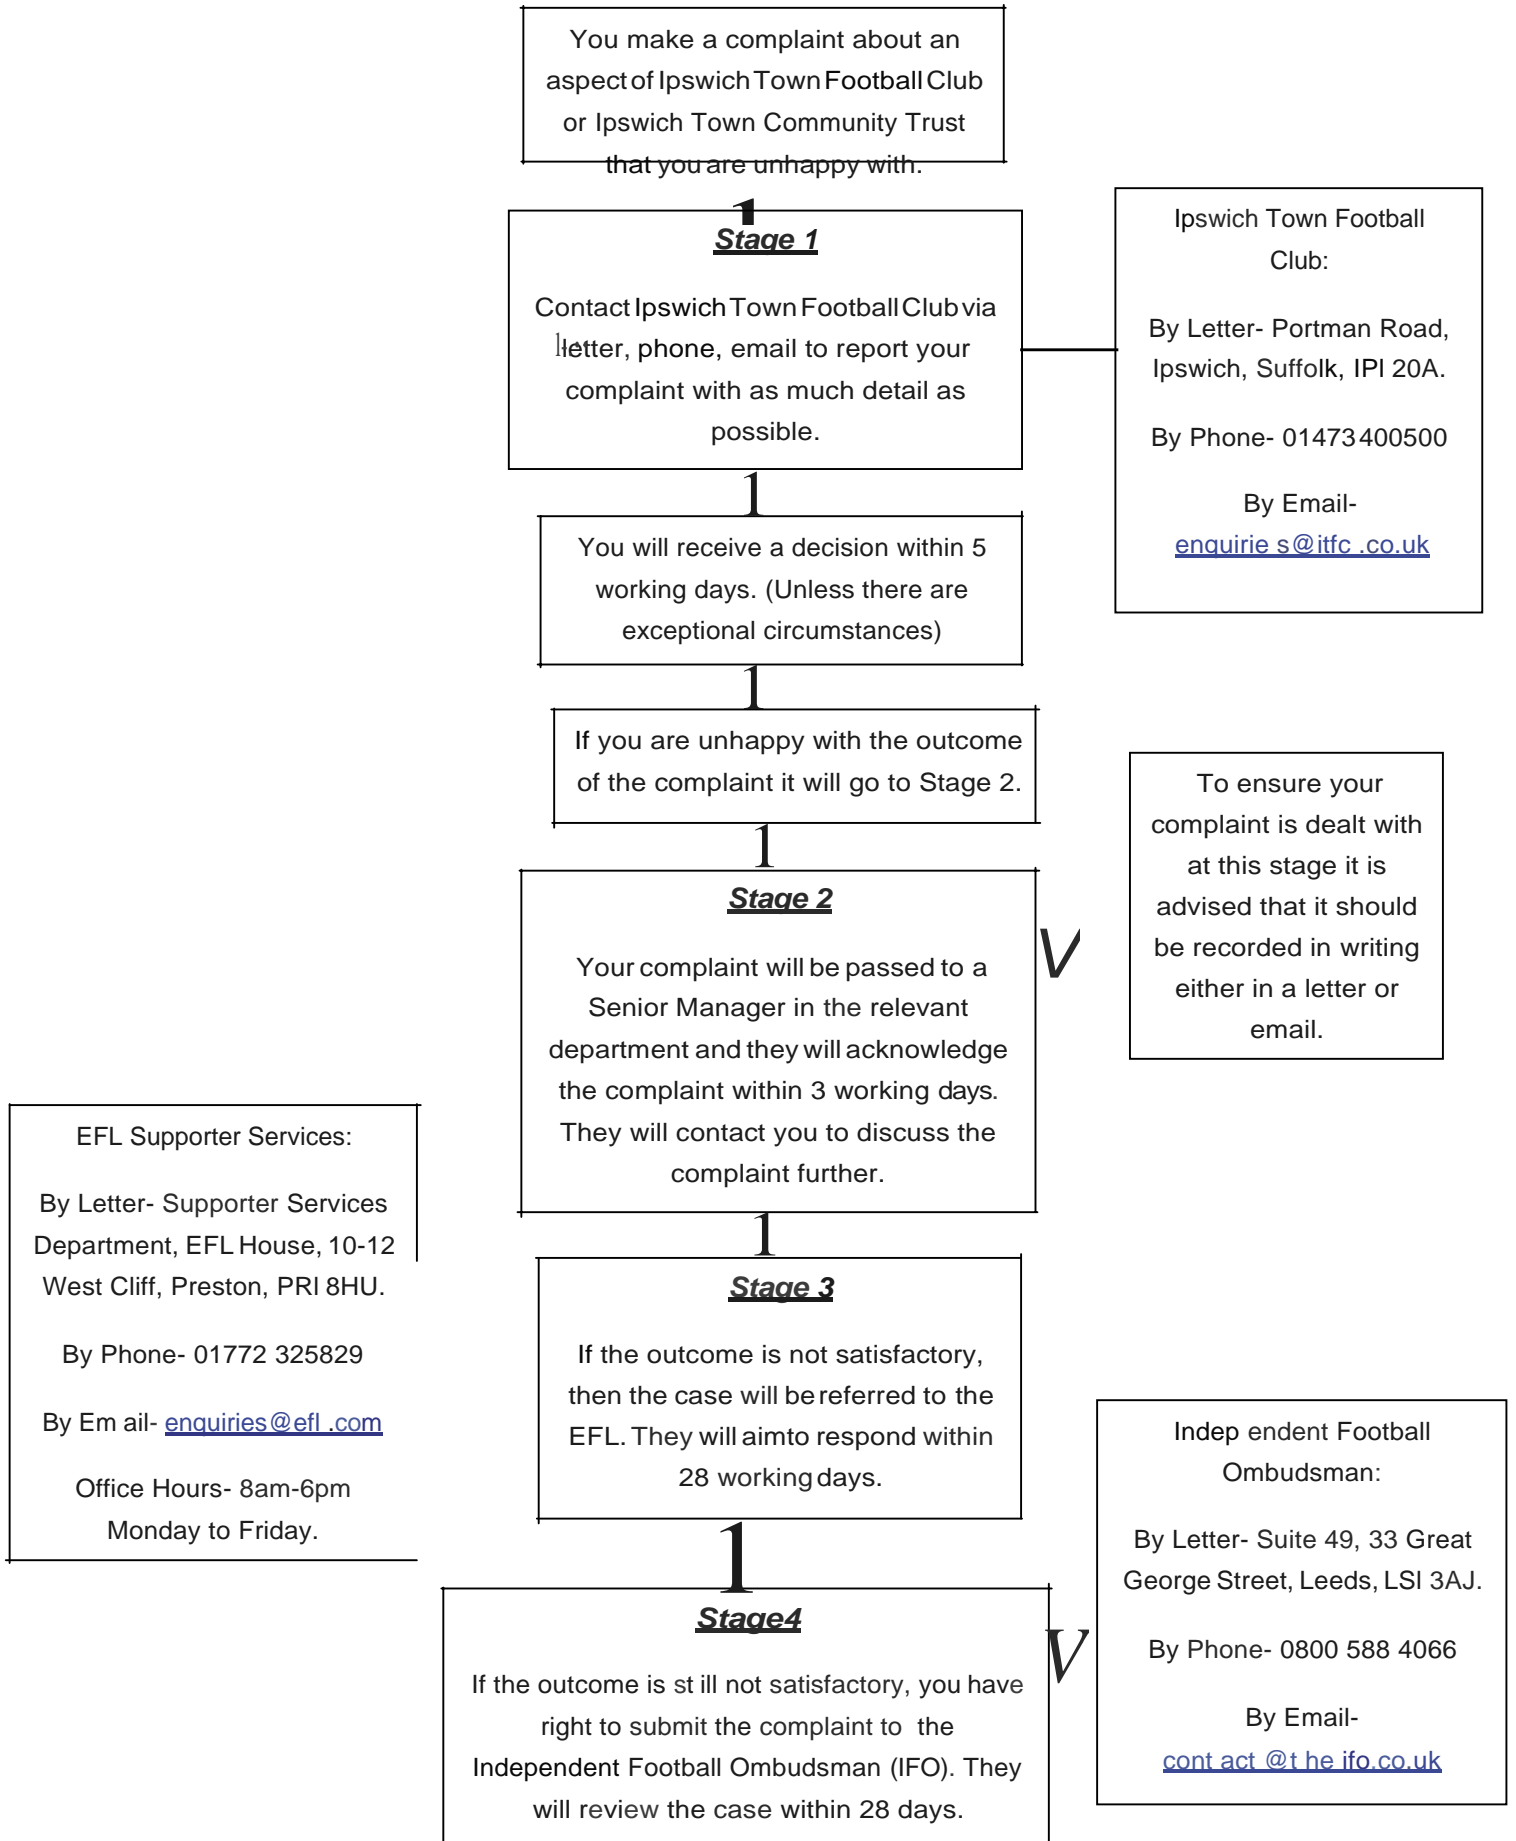 You make a complaint about an
aspect of Ipswich Town Football Club
or Ipswich Town Community Trust
that you are unhappy with.
Stage 1
Contact Ipswich Town Football Club via
letter, phone, email to report your
complaint with as much detail as
possible.
Ipswich Town Football
Club:
By Letter- Portman Road,
Ipswich, Suffolk, IPl 20A.
By Phone- 01473 400500
By Email-
enquirie s@itfc .co.uk
You will receive a decision within 5
working days. (Unless there are
exceptional circumstances)
If you are unhappy with the outcome
of the complaint it will go to Stage 2.
Stage 2
Your complaint will be passed to a
Senior Manager in the relevant
department and they will acknowledge
the complaint within 3 working days.
They will contact you to discuss the
complaint further.
To ensure your
complaint is dealt with
at this stage it is
advised that it should
be recorded in writing
either in a letter or
email.
EFL Supporter Services:
By Letter- Supporter Services
Department, EFL House, 10-12
West Cliff, Preston, PRl 8HU.
By Phone- 01772 325829
By Em ail- enquiries@efl .com
Office Hours- 8am-6pm
Monday to Friday.
Stage 3
If the outcome is not satisfactory,
then the case will be referred to the
EFL. They will aimto respond within
28 working days.
Stage4
If the outcome is st ill not satisfactory, you have
right to submit the complaint to the
Independent Football Ombudsman (IFO). They
will review the case within 28 days.
Indep endent Football
Ombudsman:
By Letter- Suite 49, 33 Great
George Street, Leeds, LSl 3AJ.
By Phone- 0800 588 4066
By Email-
cont act @t he ifo.co.uk